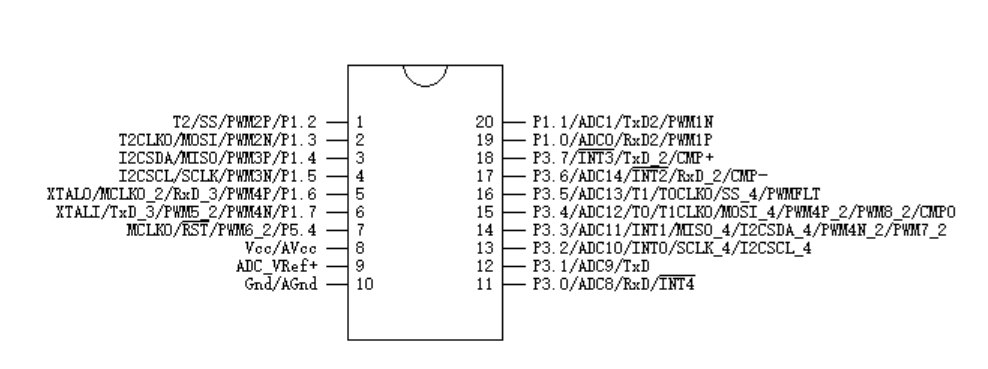 T2/SS/PWM2P/P1.2 1 20 P1.1/ADC1/TxD2/PWM1N
T2CLKO/MOSI/PWM2N/P1.3 2 19 P1.0/ADC0/RxD2/PWM1P
I2CSDA/MISO/PWM3P/P1.4 3 18 P3.7/INT3/TxD_2/CMP+
I2CSCL/SCLK/PWM3N/P1.5 4 17 P3.6/ADC14/INT2/RxD_2/CMP-
XTALO/MCLKO_2/RxD_3/PWM4P/P1.6 5 16 P3.5/ADC13/T1/T0CLKO/SS_4/PWMFLT
XTALI/TxD_3/PWM5_2/PWM4N/P1.7 6 15 P3.4/ADC12/T0/T1CLKO/MOSI_4/PWM4P_2/PWM8_2/CMPO
MCLKO/RST/PWM6_2/P5.4 7 14 P3.3/ADC11/INT1/MISO_4/I2CSDA_4/PWM4N_2/PWM7_2
Vcc/AVcc 8 13 P3.2/ADC10/INT0/SCLK_4/I2CSCL_4
ADC_VRef+ 9 12 P3.1/ADC9/TxD
Gnd/AGnd 10 11 P3.0/ADC8/RxD/INT4